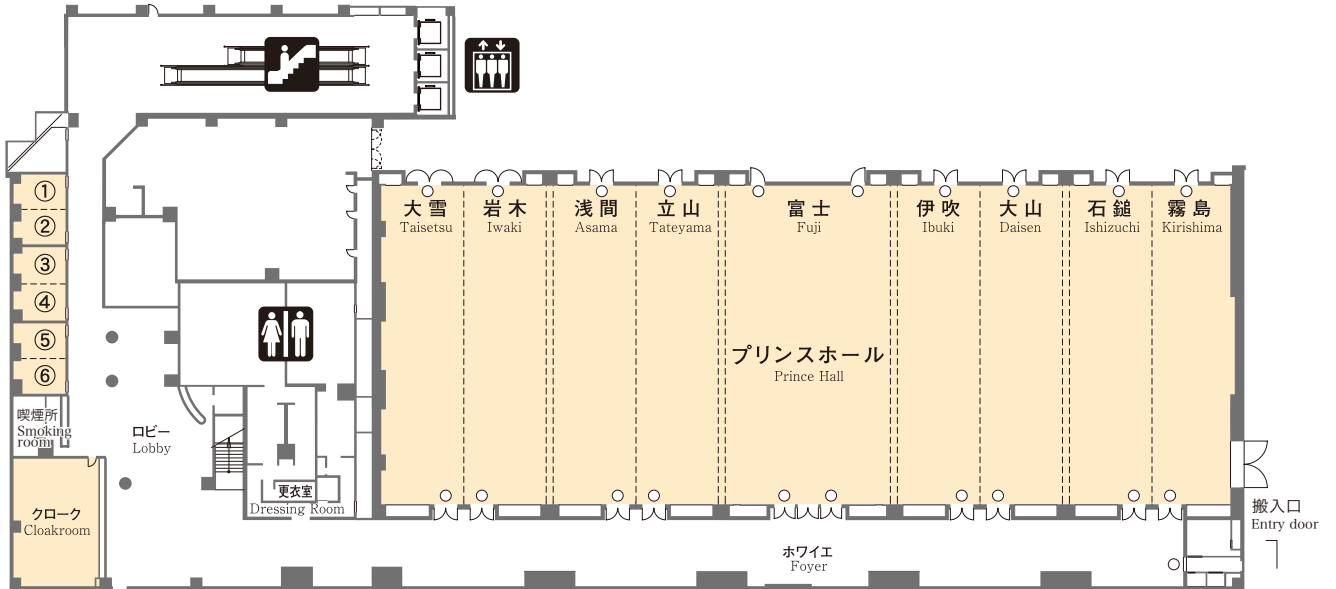 ①
②
③
④
⑤
⑥
喫煙所
Smoking
room
クローク
Cloakroom
ロビー
Lobby
更衣室
Dressing Room
大雪
Taisetsu
岩木
Iwaki
浅間
Asama
立山
Tateyama
富士
Fuji
伊吹
Ibuki
大山
Daisen
石鎚
Ishizuchi
霧島
Kirishima
プリンスホール
Prince Hall
ホワイエ
Foyer
搬入口
Entry door